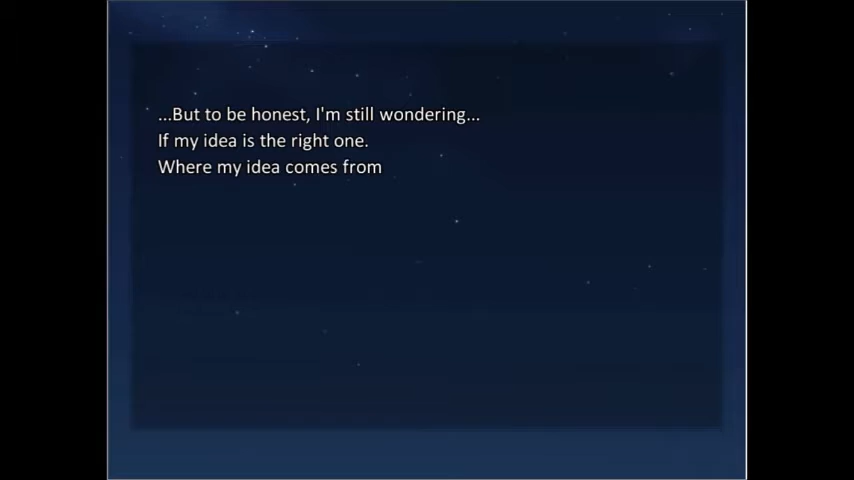 ...But to be honest, I'm still wondering...
If my idea is the right one.
Where my idea comes from